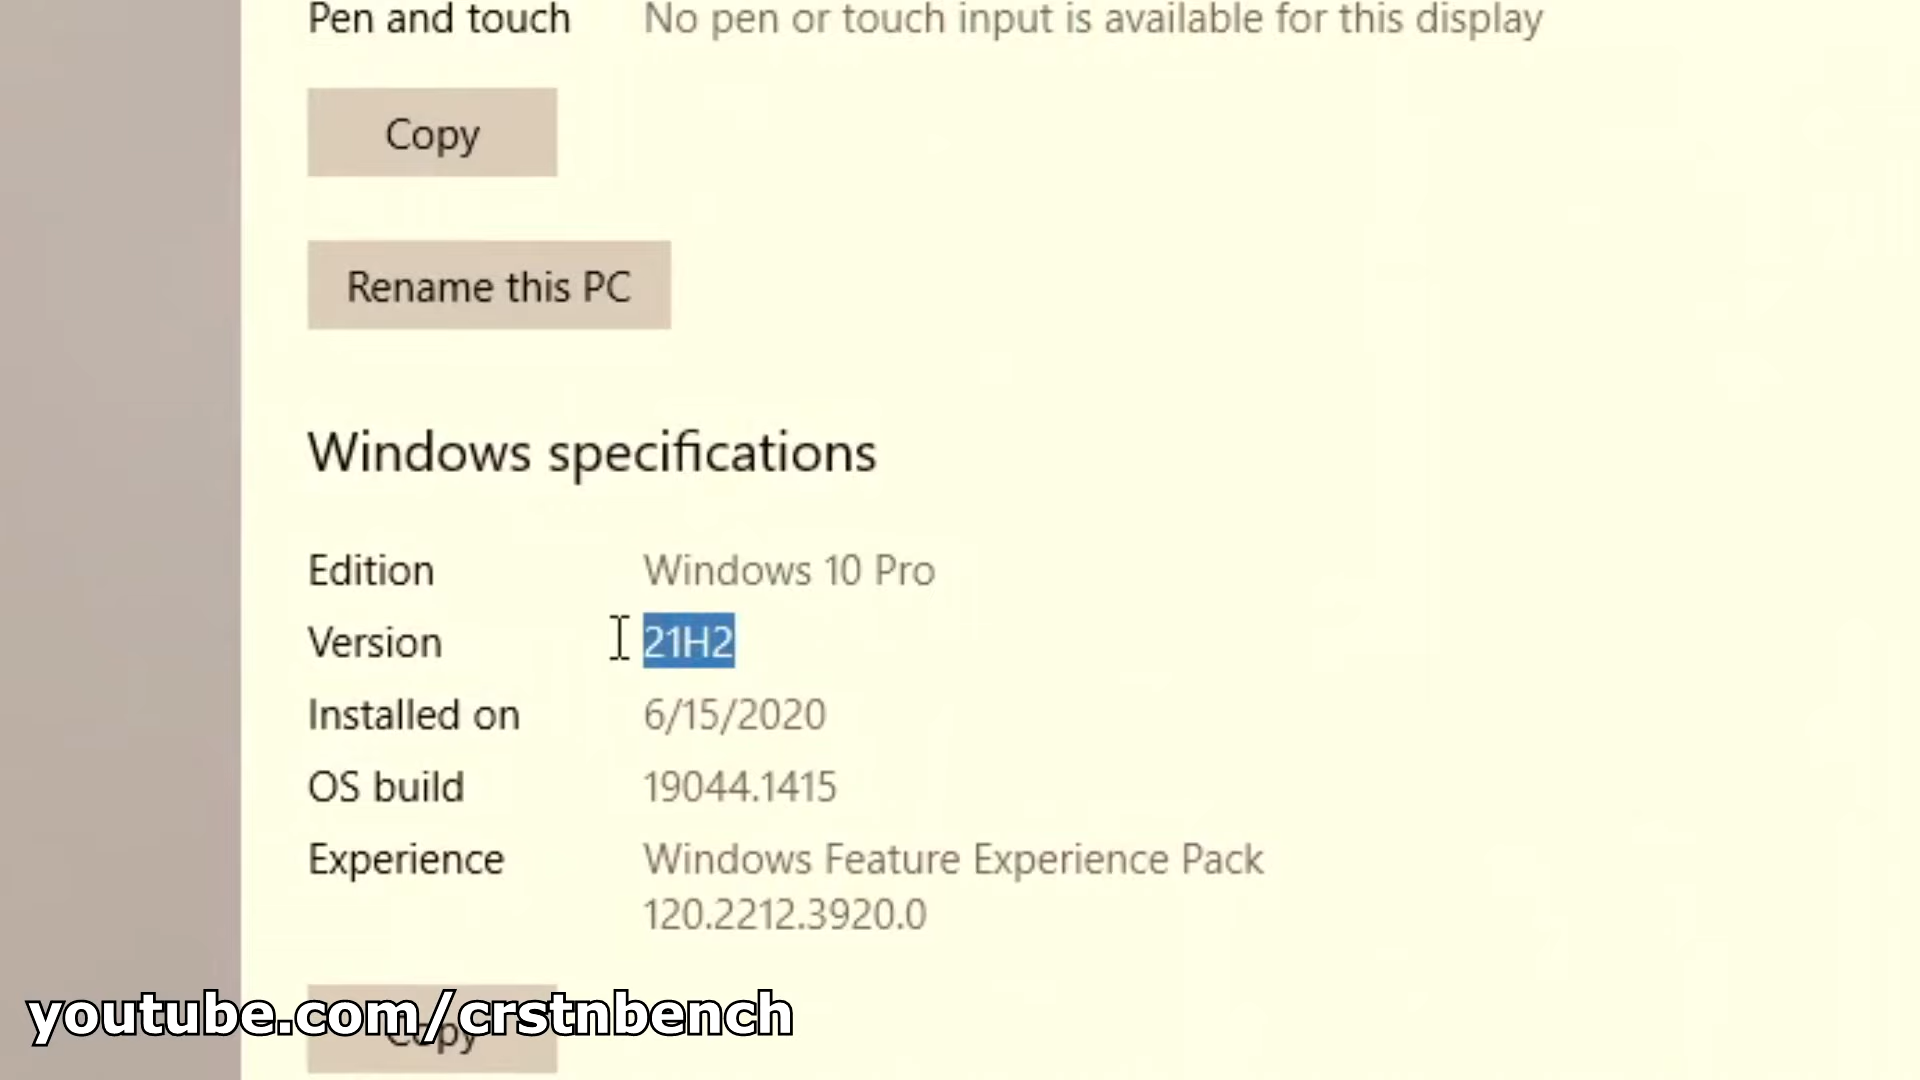 Pen and touch No pen or touch input is available for this display
Copy
Rename this PC
Windows specifications
Edition Windows 10 Pro
Version 21H2
Installed on 6/15/2020
OS build 19044.1415
Experience Windows Feature Experience Pack
120.2212.3920.0
Copy
youtube.com/crstnbench